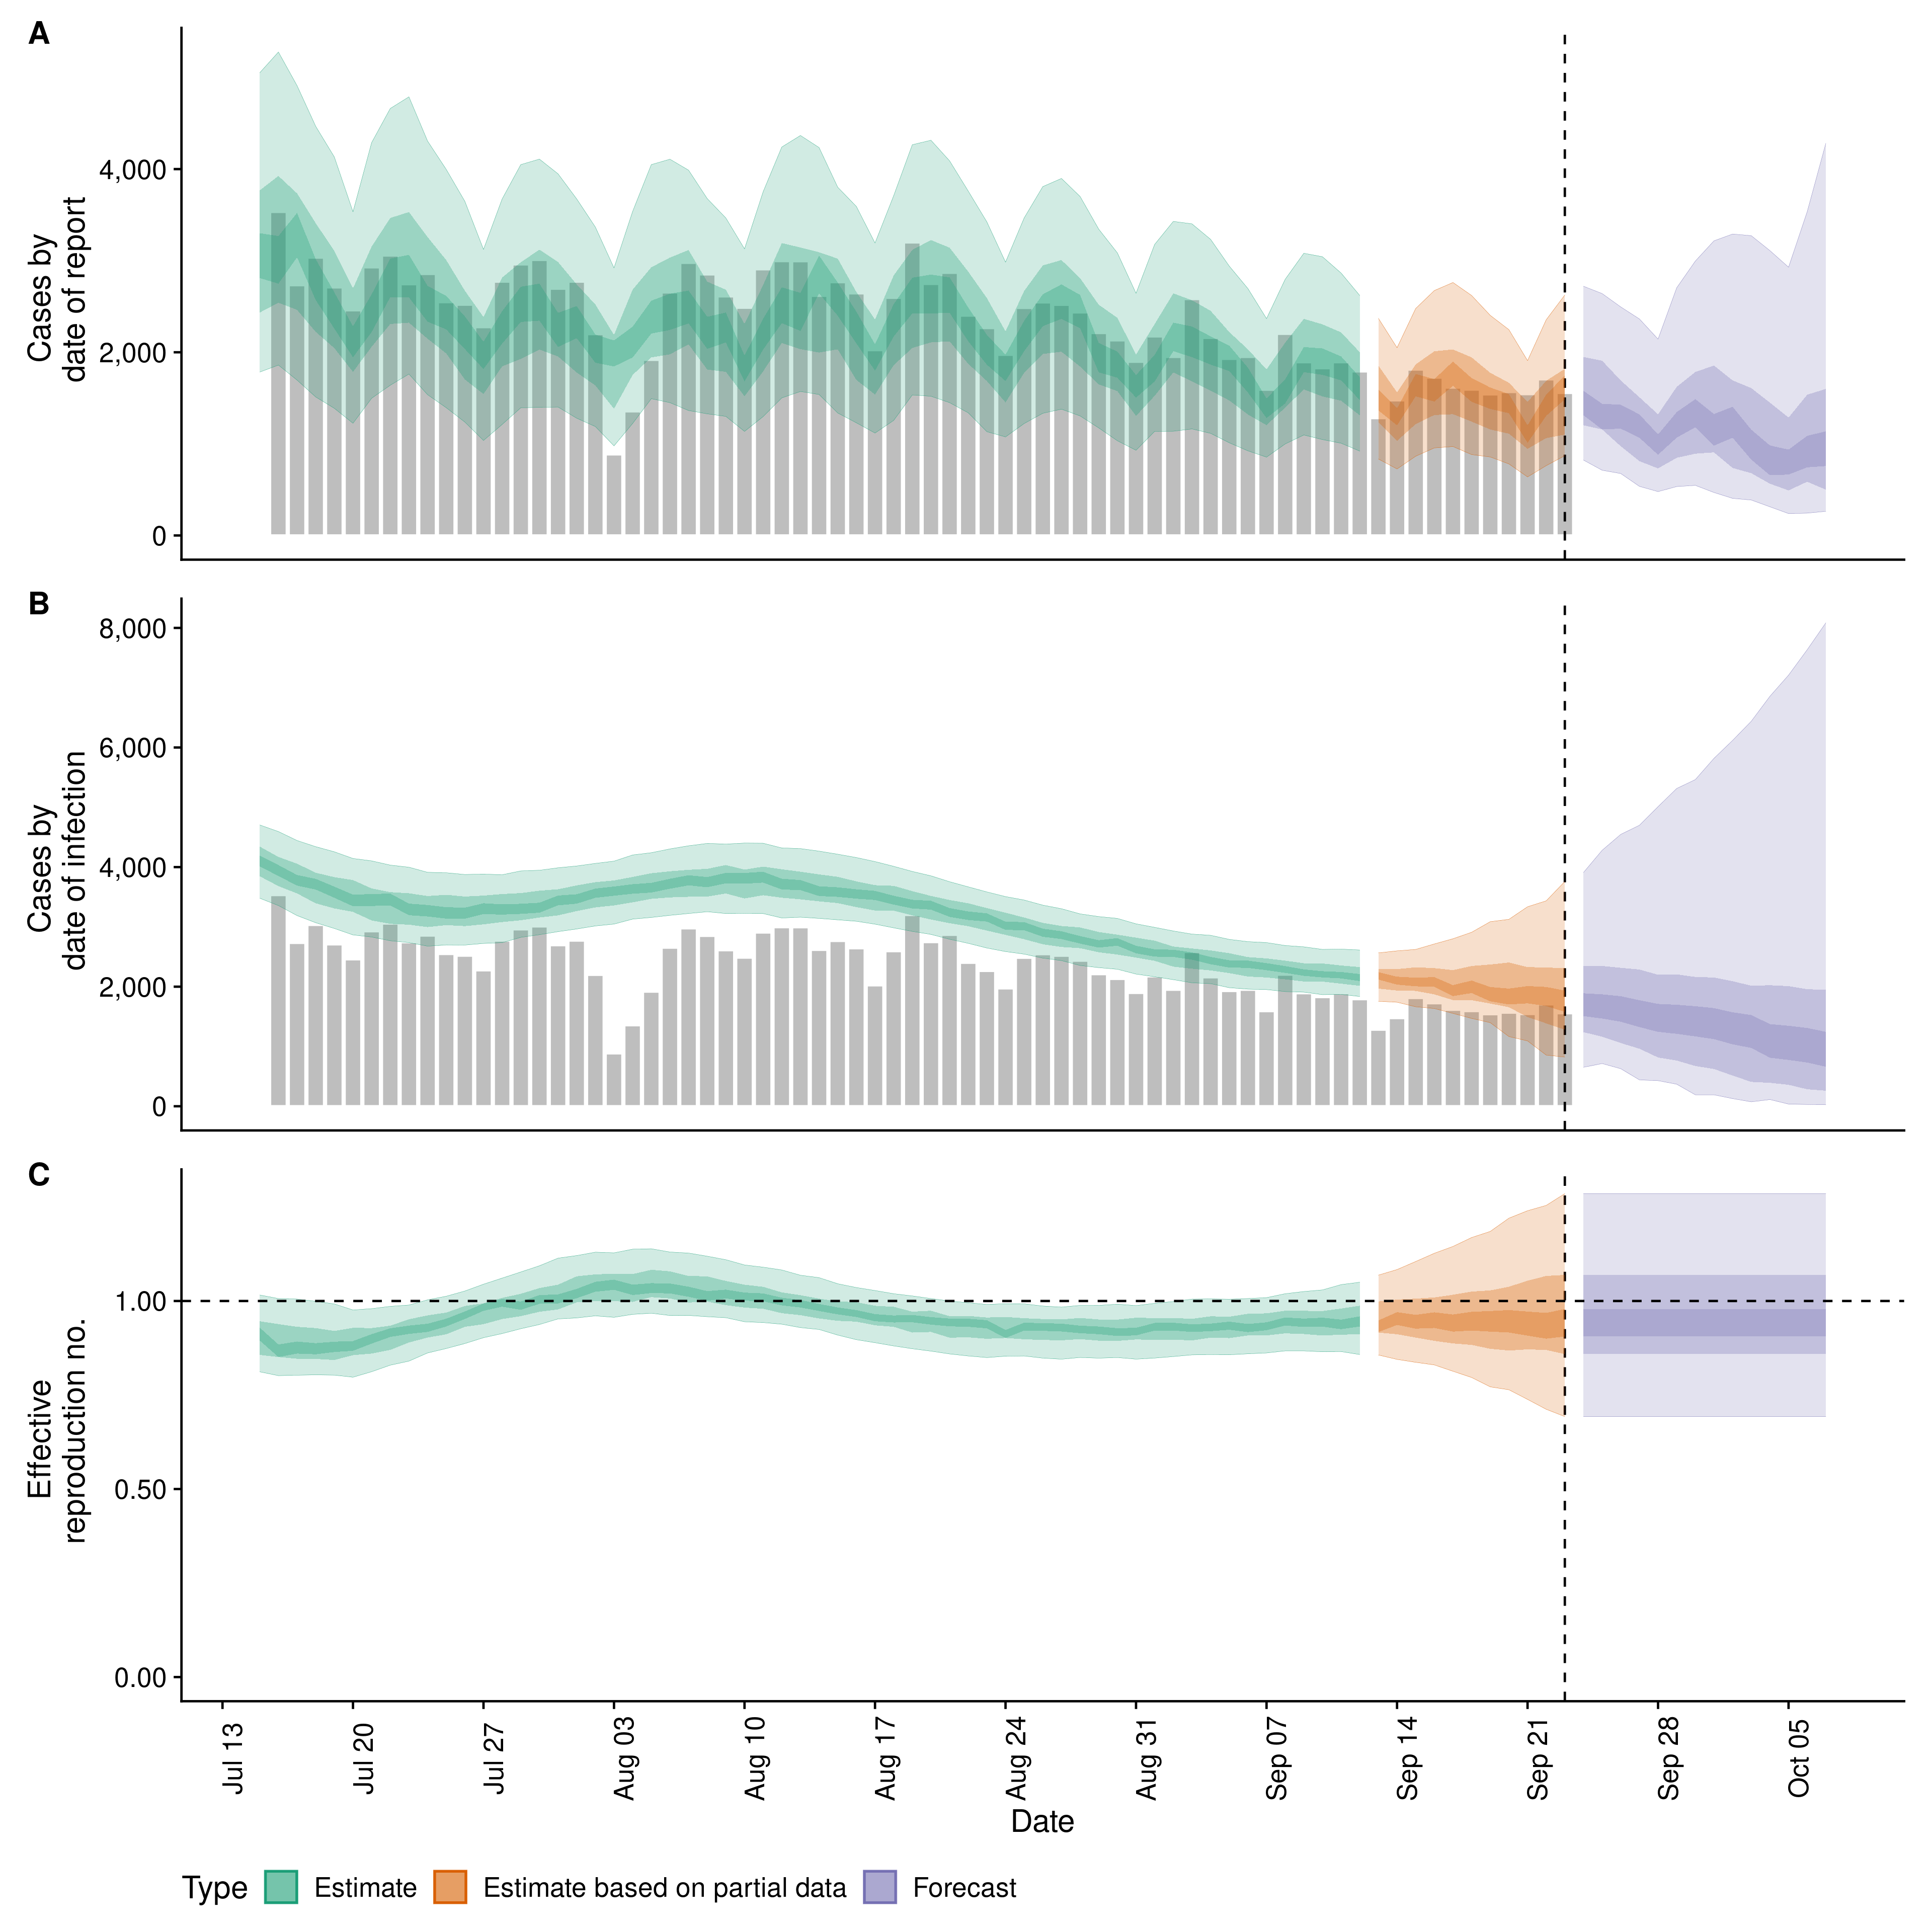 A
Cases by
date of report
4,000
2,000
0
B
Cases by
date of infection
8,000
6,000
4,000
2,000
0
C
Effective
reproduction no.
1.00
0.50
0.00
Jul 13
Jul 20
Jul 27
Aug 03
Aug 10
Aug 17
Aug 24
Aug 31
Sep 07
Sep 14
Sep 21
Sep 28
Oct 05
Date
Type Estimate Estimate based on partial data Forecast